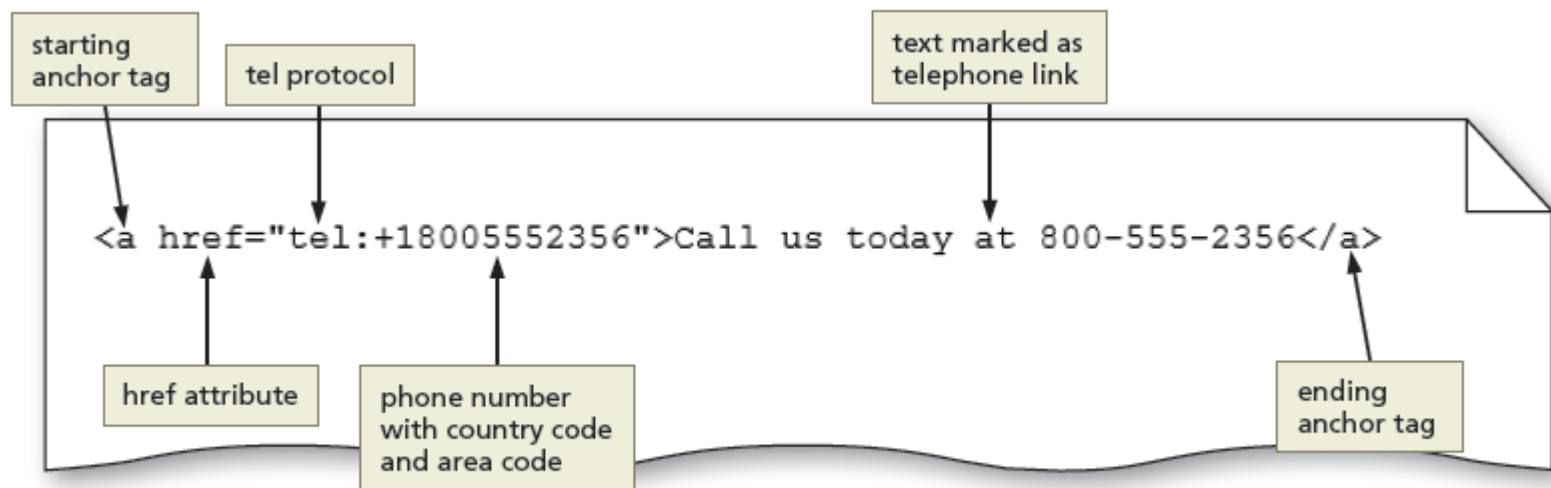 starting
anchor tag
tel protocol
text marked as
telephone link
<a href="tel:+18005552356">Call us today at 800-555-2356</a>
href attribute
phone number
with country code
and area code
ending
anchor tag